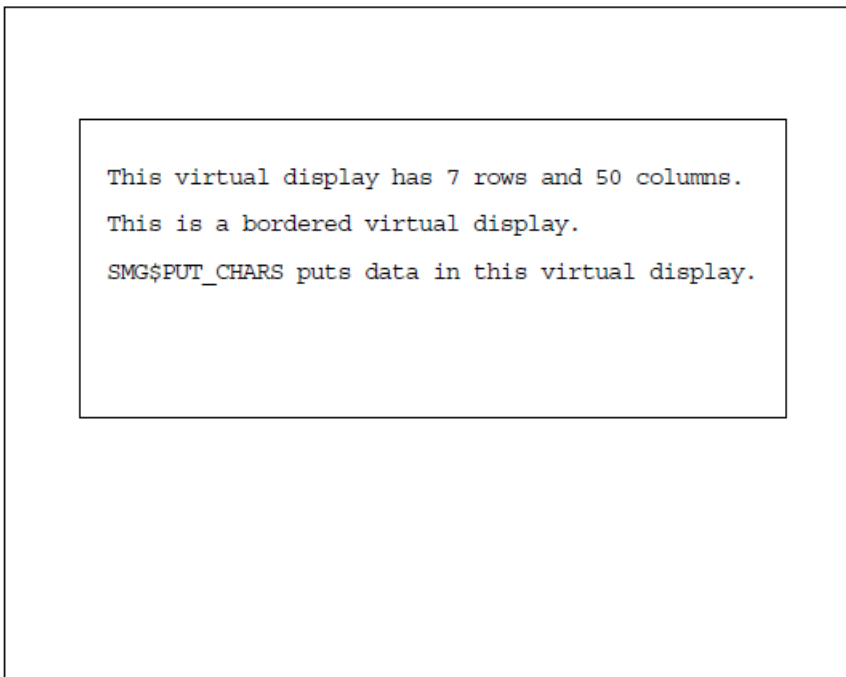 This virtual display has 7 rows and 50 columns.
This is a bordered virtual display.
SMG$PUT_CHARS puts data in this virtual display.